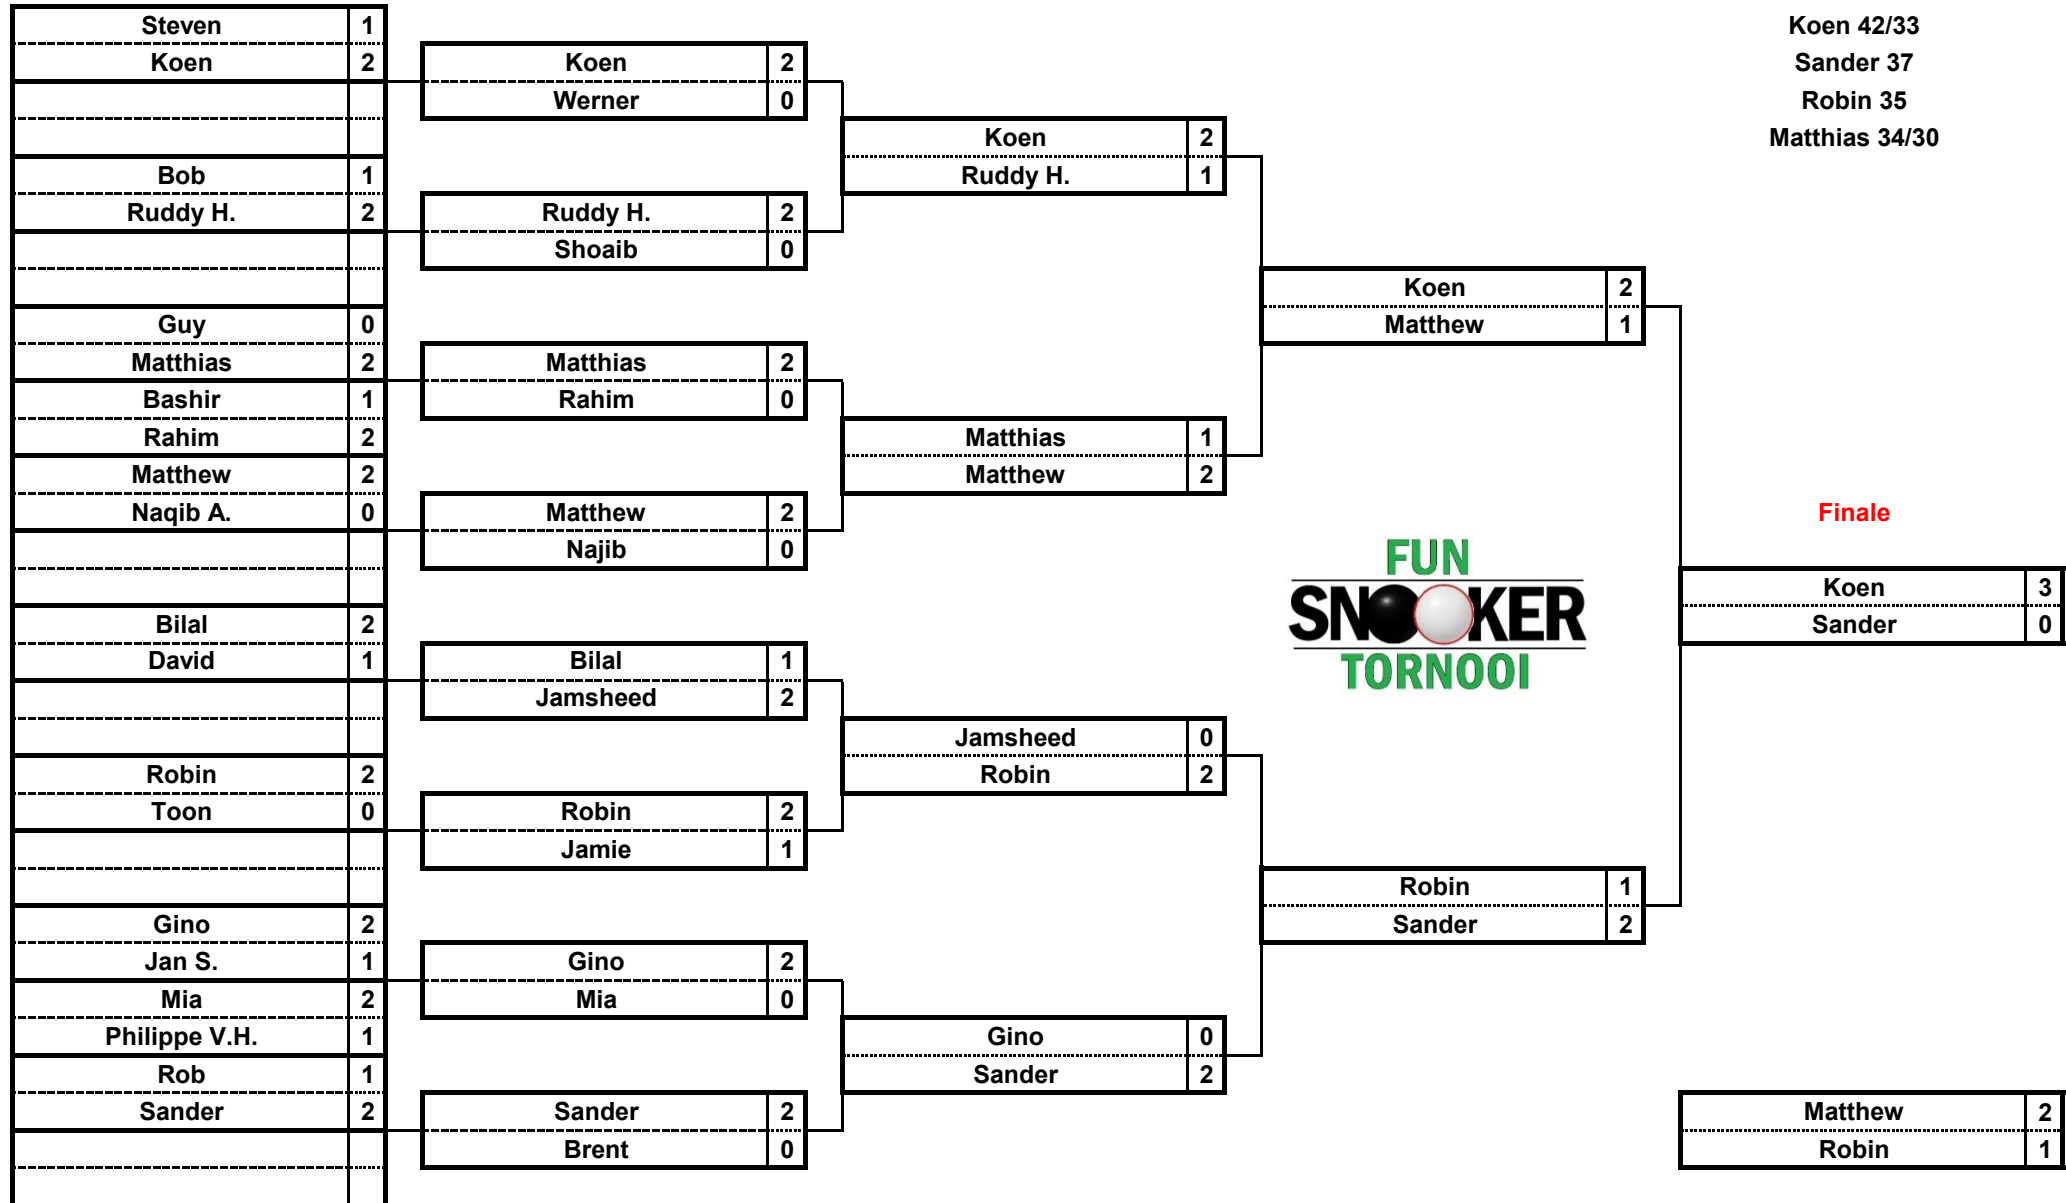 Steven 1
Koen 2
Bob 1
Ruddy H. 2
Guy 0
Matthias 2
Bashir 1
Rahim 2
Matthew 2
Naqib A. 0
Bilal 2
David 1
Robin 2
Toon 0
Gino 2
Jan S. 1
Mia 2
Philippe V.H. 1
Rob 1
Sander 2
Koen 2
Werner 0
Ruddy H. 2
Shoaib 0
Matthias 2
Rahim 0
Matthew 2
Najib 0
Bilal 1
Jamsheed 2
Robin 2
Jamie 1
Gino 2
Mia 0
Sander 2
Brent 0
Koen 2
Ruddy H. 1
Matthias 1
Matthew 2
Jamsheed 0
Robin 2
Gino 0
Sander 2
Koen 2
Matthew 1
FUN
SNOOKER
TORNOOI
Robin 1
Sander 2
Koen 42/33
Sander 37
Robin 35
Matthias 34/30
Finale
Koen 3
Sander 0
Matthew 2
Robin 1